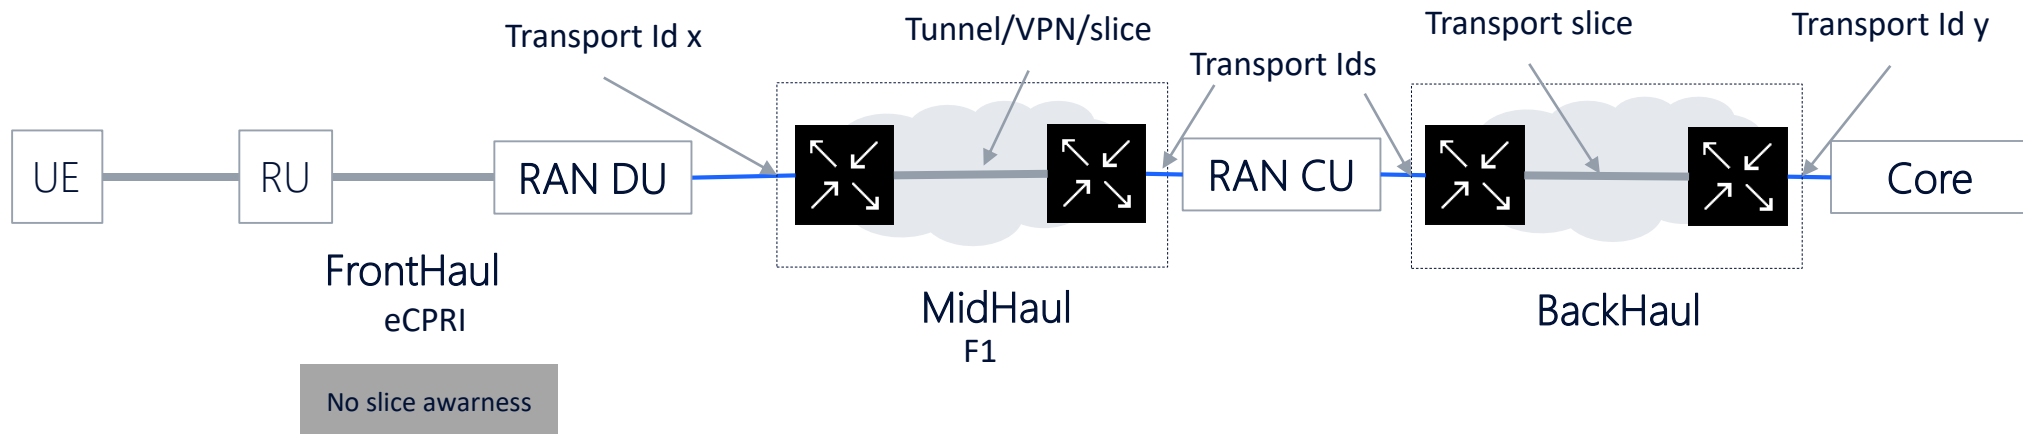 Transport Id x
Tunnel/VPN/slice
Transport Ids
Transport slice
Transport Id y
UE
RU
RAN DU
RAN CU
Core
FrontHaul
eCPRI
MidHaul
F1
BackHaul
No slice awarness